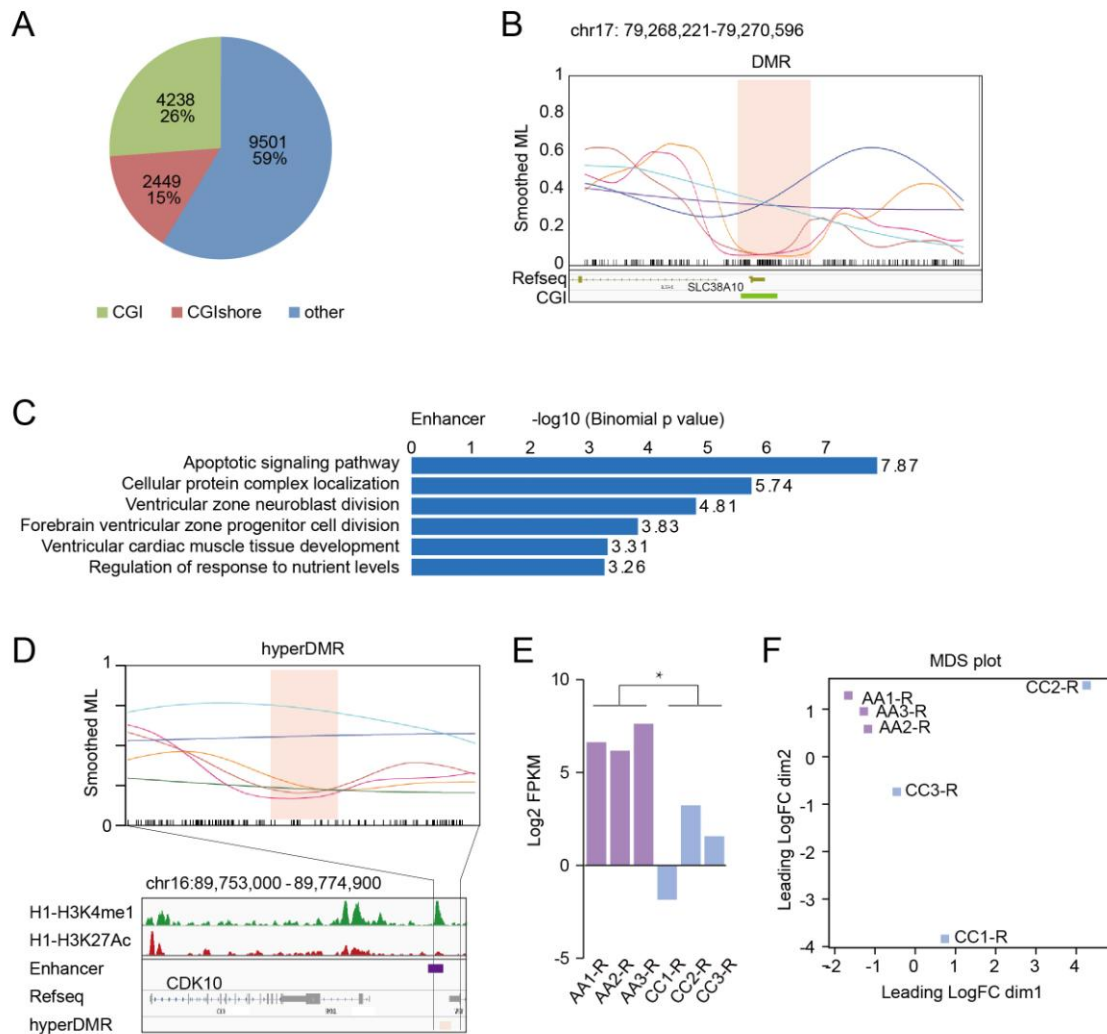 A
4238
26%
9501
59%
2449
15%
CGI
CGIshore
other
B
chr17: 79,268,221-79,270,596
DMR
1
0.8
0.6
0.4
0.2
0
Smoothed ML
Refseq
SLC38A10
CGI
C
Enhancer -log10 (Binomial p value)
0 1 2 3 4 5 6 7
Apoptotic signaling pathway 7.87
Cellular protein complex localization 5.74
Ventricular zone neuroblast division 4.81
Forebrain ventricular zone progenitor cell division 3.83
Ventricular cardiac muscle tissue development 3.31
Regulation of response to nutrient levels 3.26
D
hyperDMR
1
0
Smoothed ML
chr16:89,753,000 - 89,774,900
H1-H3K4me1
H1-H3K27Ac
Enhancer
CDK10
Refseq
hyperDMR
E
*
10
5
0
-5
Log2 FPKM
AA1-R
AA2-R
AA3-R
CC1-R
CC2-R
CC3-R
F
MDS plot
CC2-R
AA1-R
AA3-R
AA2-R
CC3-R
CC1-R
1
0
-1
-2
-3
-4
Leading LogFC dim2
-2 -1 0 1 2 3 4
Leading LogFC dim1